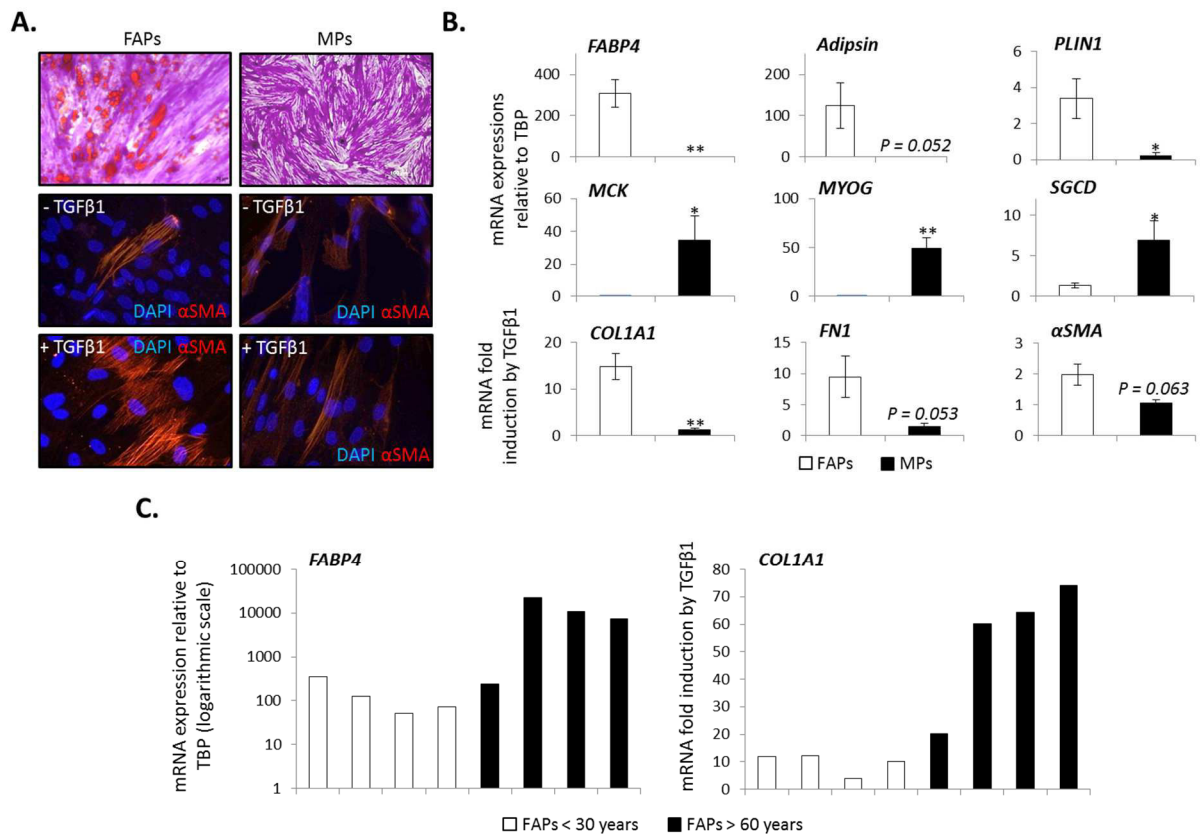 A.
FAPs MPs
- TGFβ1
DAPI αSMA
- TGFβ1
DAPI αSMA
+ TGFβ1 DAPI αSMA
+ TGFβ1
DAPI αSMA
B.
mRNA expressions
relative to TBP
FABP4
400
300
200
100
0
**
Adipsin
200
150
100
50
0
P = 0.052
PLIN1
6
4
2
0
*
MCK
60
40
20
0
*
MYOG
100
50
0
**
SGCD
10
5
0
*
mRNA fold
induction by TGFβ1
COL1A1
20
10
0
**
FN1
15
10
5
0
P = 0.053
αSMA
3
2
1
0
P = 0.063
FAPs MPs
C.
mRNA expression relative to
TBP (logarithmic scale)
FABP4
100000
10000
1000
100
10
1
mRNA fold induction by TGFβ1
COL1A1
80
70
60
50
40
30
20
10
0
FAPs < 30 years FAPs > 60 years